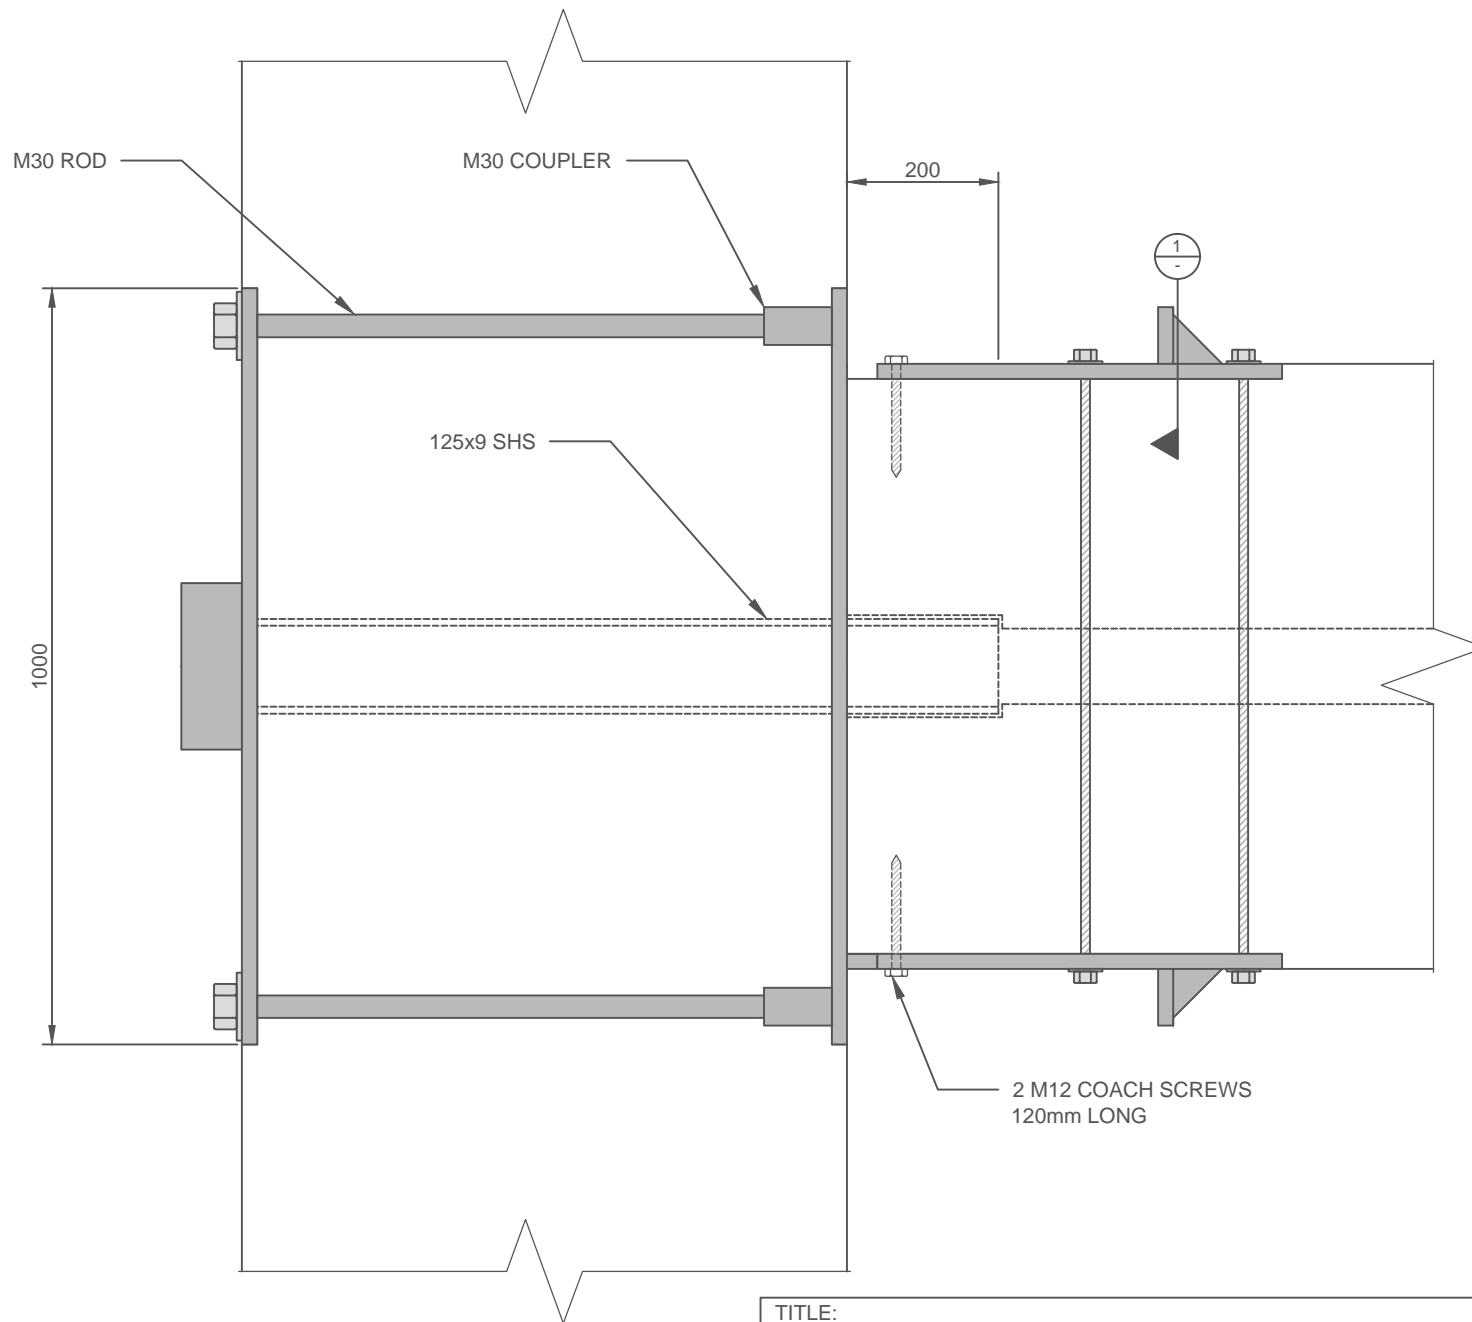 M30 ROD
M30 COUPLER
200
1
-
125x9 SHS
1000
2 M12 COACH SCREWS
120mm LONG
TITLE: